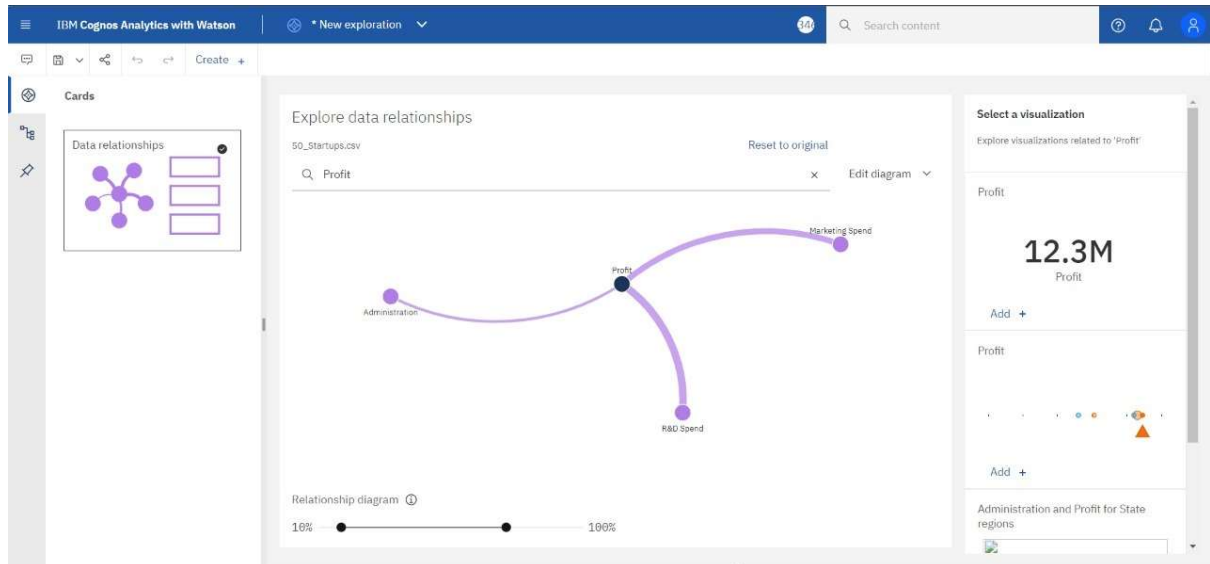 IBM Cognos Analytics with Watson
* New exploration
Search content
Create +
Cards
Data relationships
Explore data relationships
50_Startups.csv
Reset to original
Profit
Edit diagram
Marketing Spend
Profit
Administration
R&D Spend
Relationship diagram
10%
100%
Select a visualization
Explore visualizations related to 'Profit'
Profit
12.3M
Profit
Add +
Profit
Add +
Administration and Profit for State
regions